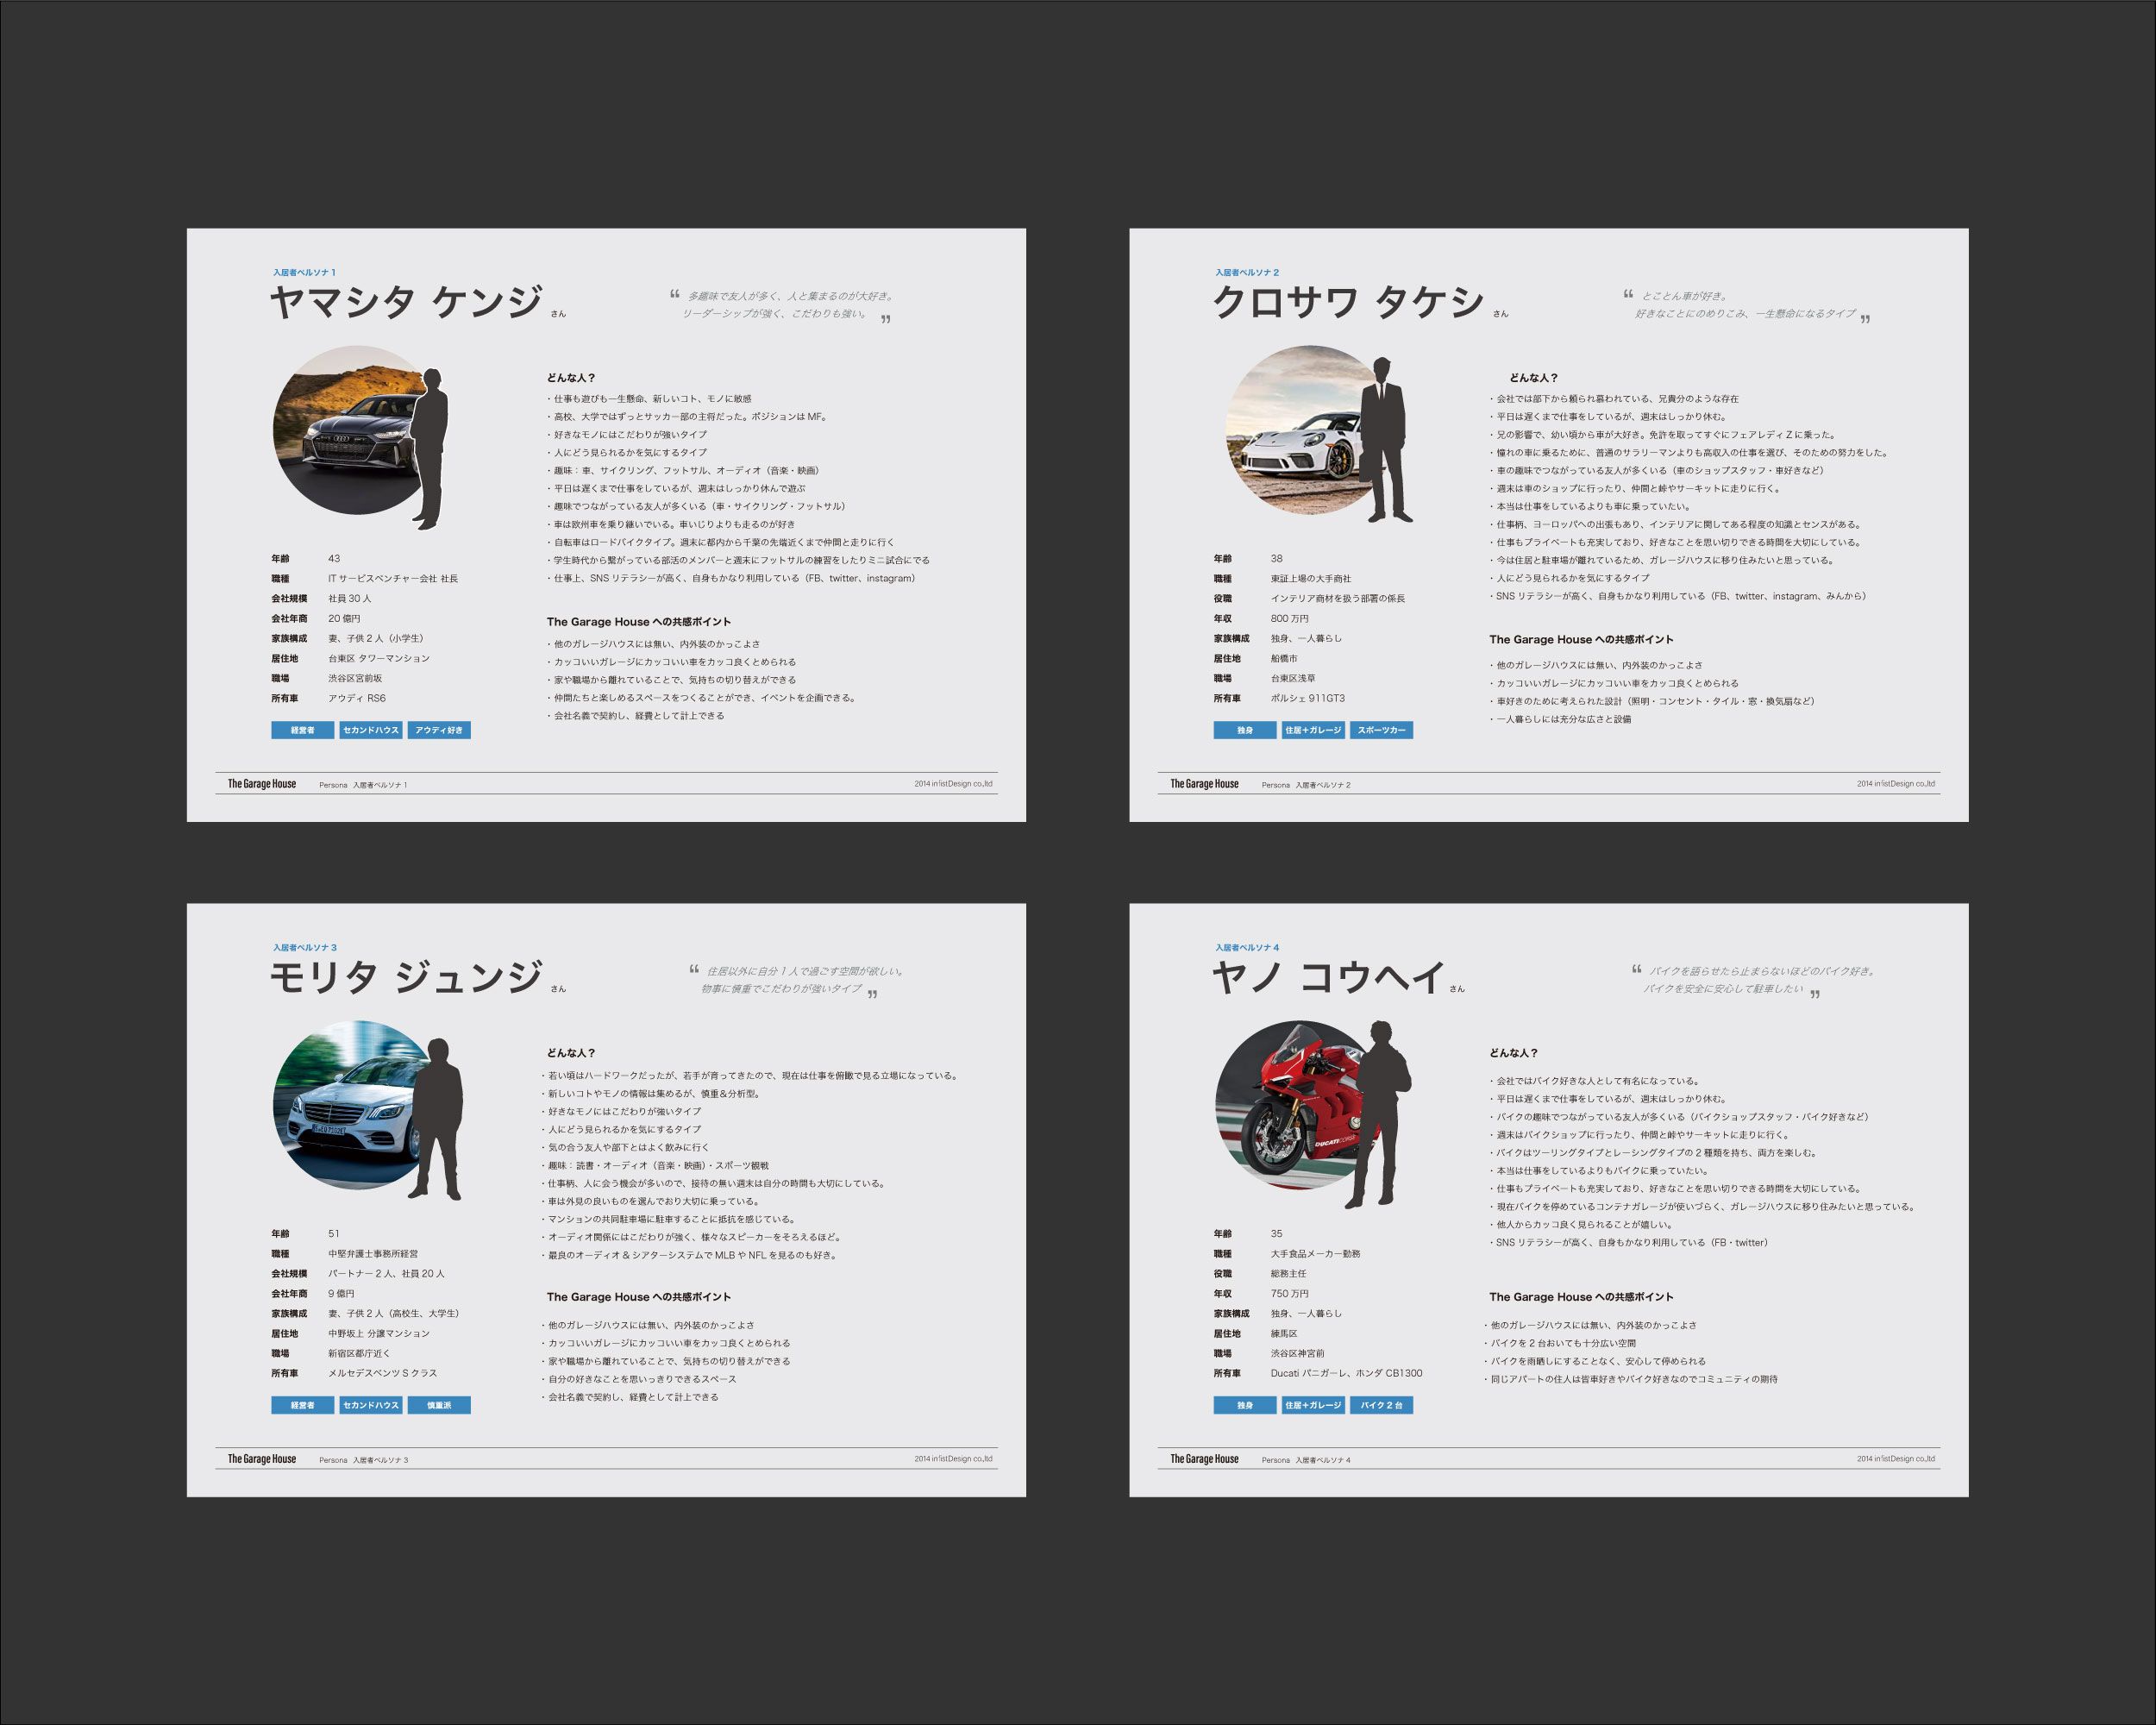 入居者ペルソナ 1
ヤマシタ ケンジ さん
“ 多趣味で友人が多く、人と集まるのが大好き。
リーダーシップが強く、こだわりも強い。 ”
どんな人？
・仕事も遊びも一生懸命、新しいコト、モノに敏感
・高校、大学ではずっとサッカー部の主将だった。ポジションは MF。
・好きなモノにはこだわりが強いタイプ
・人にどう見られるかを気にするタイプ
・趣味：車、サイクリング、フットサル、オーディオ（音楽・映画）
・平日は遅くまで仕事をしているが、週末はしっかり休んで遊ぶ
・趣味でつながっている友人が多くいる（車・サイクリング・フットサル）
・車は欧州車を乗り継いでいる。車いじりよりも走るのが好き
・自転車はロードバイクタイプ。週末に都内から千葉の先端近くまで仲間と走りに行く
・学生時代から繋がっている部活のメンバーと週末にフットサルの練習をしたりミニ試合にでる
・仕事上、SNS リテラシーが高く、自身もかなり利用している（FB、twitter、instagram）
年齢 43
職種 IT サービスベンチャー会社 社長
会社規模 社員 30 人
会社年商 20 億円
家族構成 妻、子供 2 人（小学生）
居住地 台東区 タワーマンション
職場 渋谷区宮前坂
所有車 アウディ RS6
経営者 セカンドハウス アウディ好き
The Garage House への共感ポイント
・他のガレージハウスには無い、内外装のかっこよさ
・カッコいいガレージにカッコいい車をカッコ良くとめられる
・家や職場から離れていることで、気持ちの切り替えができる
・仲間たちと楽しめるスペースをつくることができ、イベントを企画できる。
・会社名義で契約し、経費として計上できる
The Garage House Persona 入居者ペルソナ 1 2014 in'listDesign co.,ltd
入居者ペルソナ 2
クロサワ タケシ さん
“ とことん車が好き。
好きなことにのめりこみ、一生懸命になるタイプ ”
どんな人？
・会社では部下から頼られ慕われている、兄貴分のような存在
・平日は遅くまで仕事をしているが、週末はしっかり休む。
・兄の影響で、幼い頃から車が大好き。免許を取ってすぐにフェアレディ Z に乗った。
・憧れの車に乗るために、普通のサラリーマンよりも高収入の仕事を選び、そのための努力をした。
・車の趣味でつながっている友人が多くいる（車のショップスタッフ・車好きなど）
・週末は車のショップに行ったり、仲間と峠やサーキットに走りに行く。
・本当は仕事をしているよりも車に乗っていたい。
・仕事柄、ヨーロッパへの出張もあり、インテリアに関してある程度の知識とセンスがある。
・仕事もプライベートも充実しており、好きなことを思い切りできる時間を大切にしている。
・今は住居と駐車場が離れているため、ガレージハウスに移り住みたいと思っている。
・人にどう見られるかを気にするタイプ
・SNS リテラシーが高く、自身もかなり利用している（FB、twitter、instagram、みんから）
年齢 38
職種 東証上場の大手商社
役職 インテリア商材を扱う部署の係長
年収 800 万円
家族構成 独身、一人暮らし
居住地 船橋市
職場 台東区浅草
所有車 ポルシェ 911GT3
独身 住居＋ガレージ スポーツカー
The Garage House への共感ポイント
・他のガレージハウスには無い、内外装のかっこよさ
・カッコいいガレージにカッコいい車をカッコ良くとめられる
・車好きのために考えられた設計（照明・コンセント・タイル・窓・換気扇など）
・一人暮らしには充分な広さと設備
The Garage House Persona 入居者ペルソナ 2 2014 in'listDesign co.,ltd
入居者ペルソナ 3
モリタ ジュンジ さん
“ 住居以外に自分 1 人で過ごす空間が欲しい。
物事に慎重でこだわりが強いタイプ ”
どんな人？
・若い頃はハードワークだったが、若手が育ってきたので、現在は仕事を俯瞰で見る立場になっている。
・新しいコトやモノの情報は集めるが、慎重＆分析型。
・好きなモノにはこだわりが強いタイプ
・人にどう見られるかを気にするタイプ
・気の合う友人や部下とはよく飲みに行く
・趣味：読書・オーディオ（音楽・映画）・スポーツ観戦
・仕事柄、人に会う機会が多いので、接待の無い週末は自分の時間も大切にしている。
・車は外見の良いものを選んでおり大切に乗っている。
・マンションの共同駐車場に駐車することに抵抗を感じている。
・オーディオ関係にはこだわりが強く、様々なスピーカーをそろえるほど。
・最良のオーディオ & シアターシステムで MLB や NFL を見るのも好き。
年齢 51
職種 中堅弁護士事務所経営
会社規模 パートナー 2 人、社員 20 人
会社年商 9 億円
家族構成 妻、子供 2 人（高校生、大学生）
居住地 中野坂上 分譲マンション
職場 新宿区都庁近く
所有車 メルセデスベンツ S クラス
経営者 セカンドハウス 慎重派
The Garage House への共感ポイント
・他のガレージハウスには無い、内外装のかっこよさ
・カッコいいガレージにカッコいい車をカッコ良くとめられる
・家や職場から離れていることで、気持ちの切り替えができる
・自分の好きなことを思いっきりできるスペース
・会社名義で契約し、経費として計上できる
The Garage House Persona 入居者ペルソナ 3 2014 in'listDesign co.,ltd
入居者ペルソナ 4
ヤノ コウヘイ さん
“ バイクを語らせたら止まらないほどのバイク好き。
バイクを安全に安心して駐車したい ”
DUCATI CORSE
どんな人？
・会社ではバイク好きな人として有名になっている。
・平日は遅くまで仕事をしているが、週末はしっかり休む。
・バイクの趣味でつながっている友人が多くいる（バイクショップスタッフ・バイク好きなど）
・週末はバイクショップに行ったり、仲間と峠やサーキットに走りに行く。
・バイクはツーリングタイプとレーシングタイプの 2 種類を持ち、両方を楽しむ。
・本当は仕事をしているよりもバイクに乗っていたい。
・仕事もプライベートも充実しており、好きなことを思い切りできる時間を大切にしている。
・現在バイクを停めているコンテナガレージが使いづらく、ガレージハウスに移り住みたいと思っている。
・他人からカッコ良く見られることが嬉しい。
・SNS リテラシーが高く、自身もかなり利用している（FB・twitter）
年齢 35
職種 大手食品メーカー勤務
役職 総務主任
年収 750 万円
家族構成 独身、一人暮らし
居住地 練馬区
職場 渋谷区神宮前
所有車 Ducati パニガーレ、ホンダ CB1300
独身 住居＋ガレージ バイク 2 台
The Garage House への共感ポイント
・他のガレージハウスには無い、内外装のかっこよさ
・バイクを 2 台おいても十分広い空間
・バイクを雨晒しにすることなく、安心して停められる
・同じアパートの住人は皆車好きやバイク好きなのでコミュニティの期待
The Garage House Persona 入居者ペルソナ 4 2014 in'listDesign co.,ltd